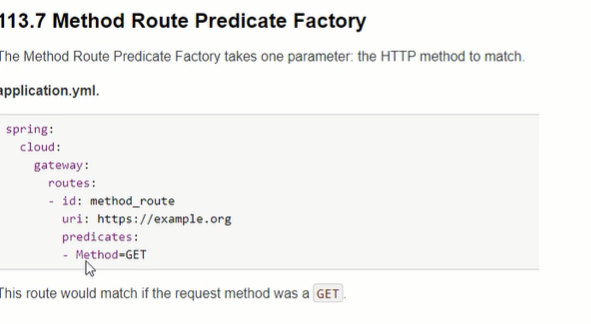 113.7 Method Route Predicate Factory
The Method Route Predicate Factory takes one parameter: the HTTP method to match.
application.yml.
spring:
  cloud:
    gateway:
      routes:
      - id: method_route
        uri: https://example.org
        predicates:
        - Method=GET
This route would match if the request method was a GET.